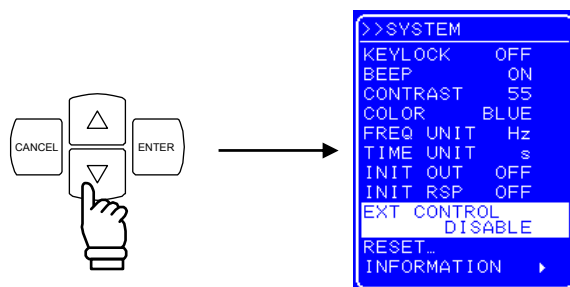 CANCEL
△
▽
ENTER
>>SYSTEM
KEYLOCK OFF
BEEP ON
CONTRAST 55
COLOR BLUE
FREQ UNIT Hz
TIME UNIT s
INIT OUT OFF
INIT RSP OFF
EXT CONTROL
DISABLE
RESET…
INFORMATION ▸